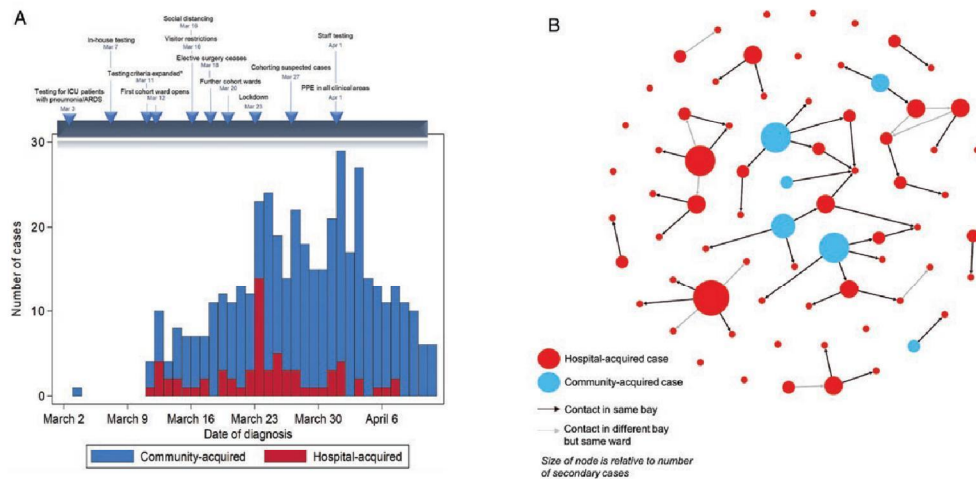 A
Social distancing
Mar 16
In-house testing
Mar 7
Visitor restrictions
Mar 16
Staff testing
Apr 1
Elective surgery ceases
Mar 18
Testing criteria expanded*
Mar 11
Cohorting suspected cases
Mar 27
Further cohort wards
Mar 20
Testing for ICU patients
with pneumonia/ARDS
Mar 3
First cohort ward opens
Mar 12
Lockdown
Mar 23
PPE in all clinical areas
Apr 1
30
20
10
0
Number of cases
March 2
March 9
March 16
March 23
March 30
April 6
Date of diagnosis
Community-acquired
Hospital-acquired
B
Hospital-acquired case
Community-acquired case
Contact in same bay
Contact in different bay
but same ward
Size of node is relative to number
of secondary cases